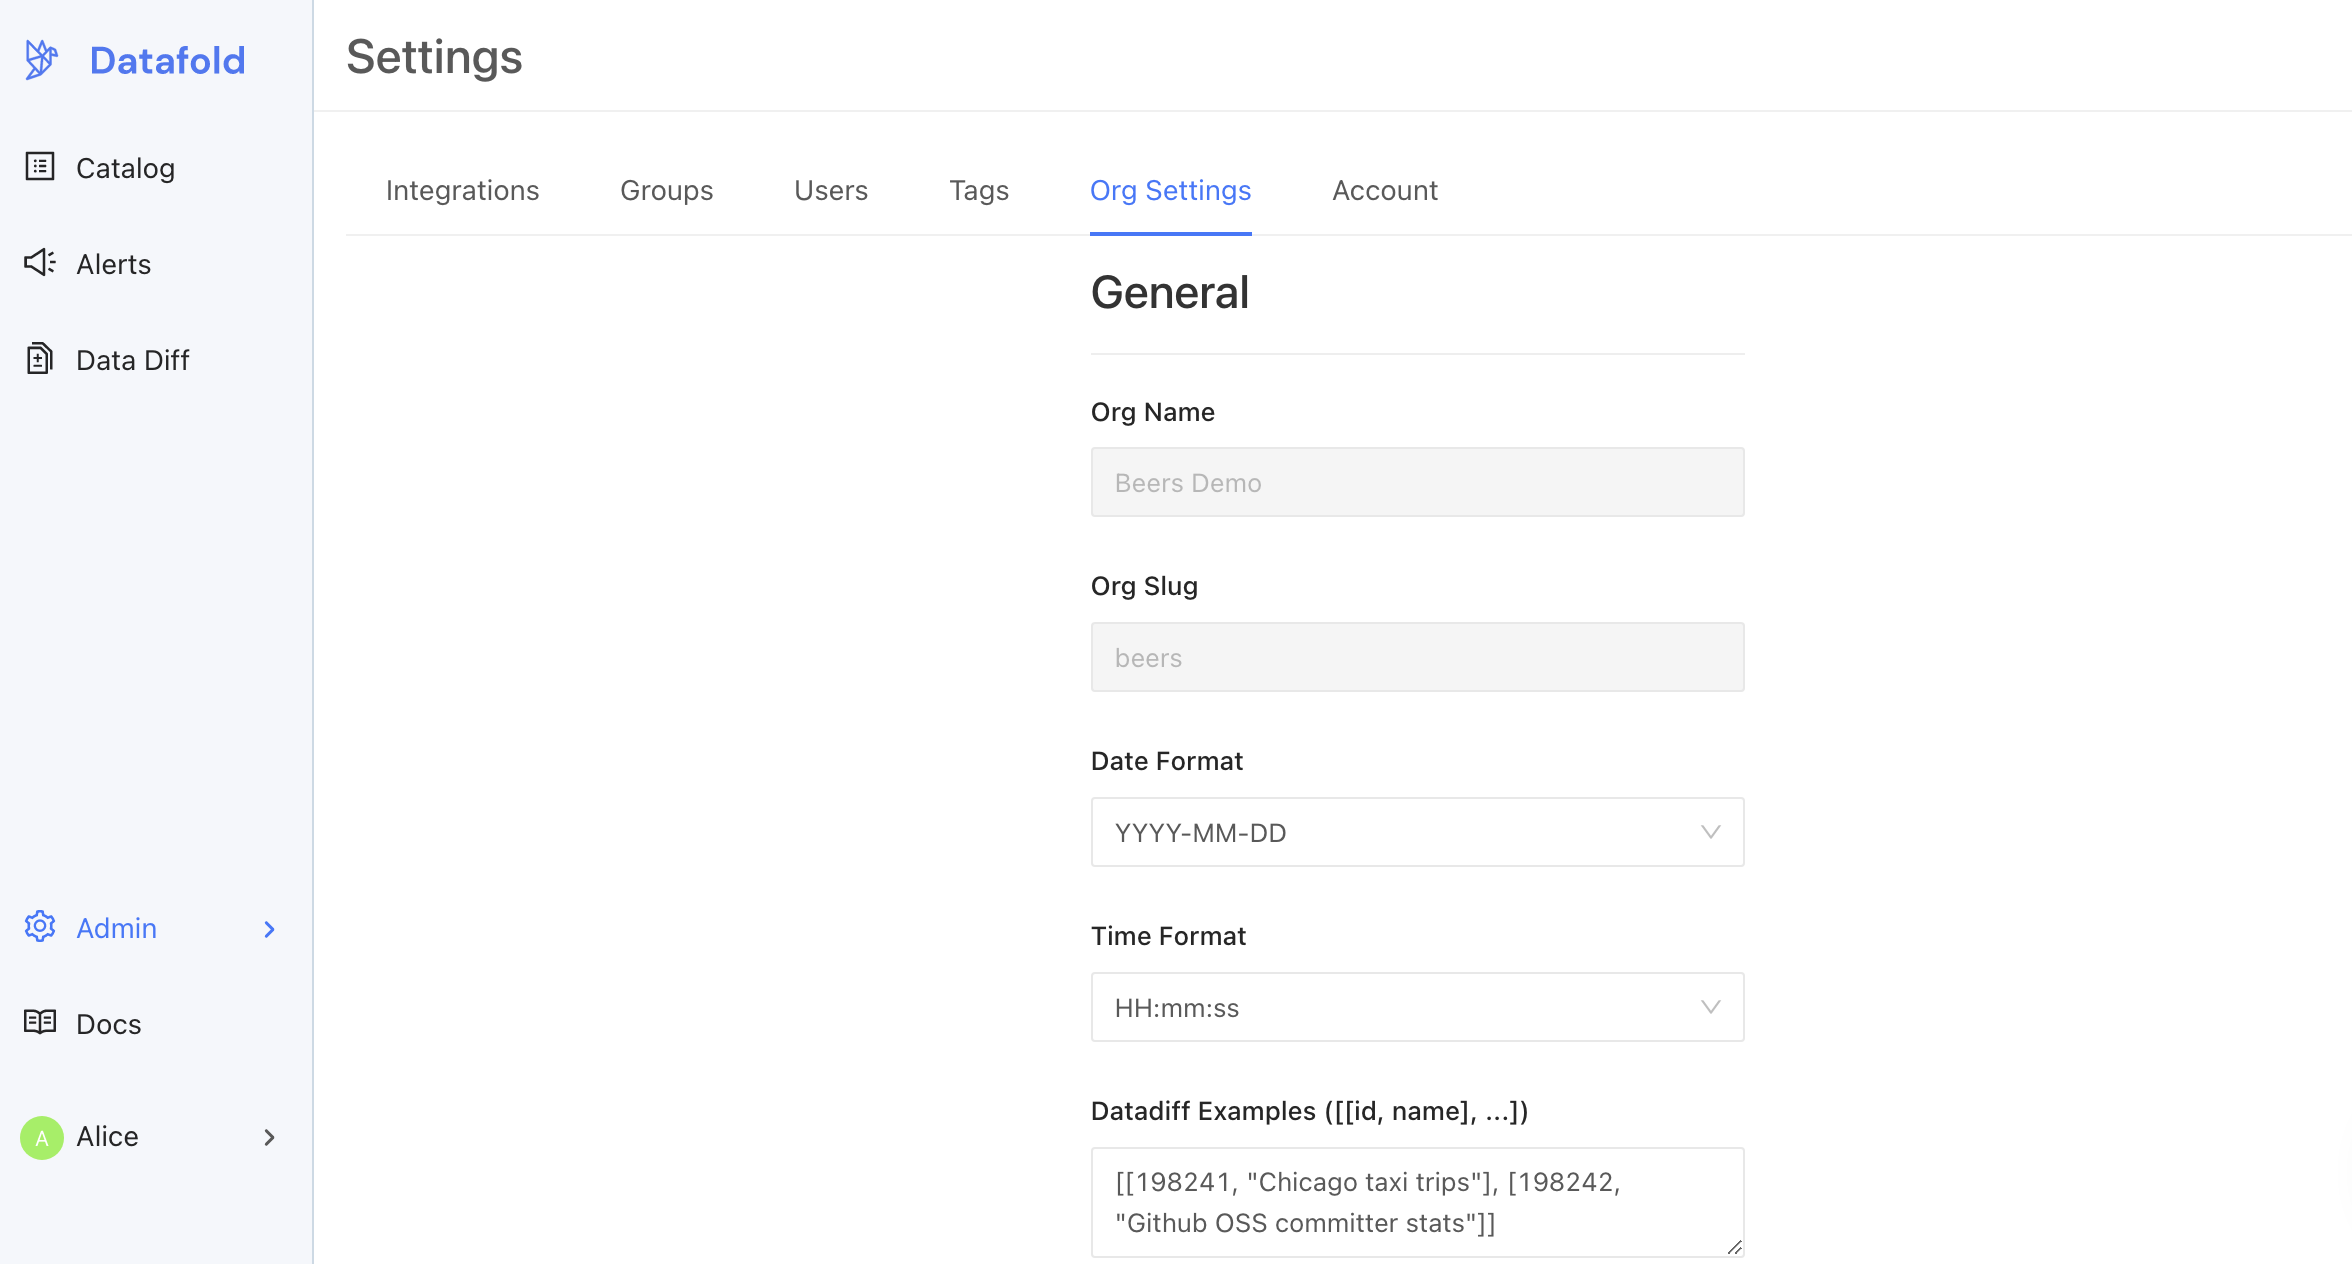 Datafold
Catalog
Alerts
Data Diff
Admin
Docs
A
Alice
Settings
Integrations
Groups
Users
Tags
Org Settings
Account
General
Org Name
Beers Demo
Org Slug
beers
Date Format
YYYY-MM-DD
Time Format
HH:mm:ss
Datadiff Examples ([[id, name], ...])
[[198241, "Chicago taxi trips"], [198242,
"Github OSS committer stats"]]